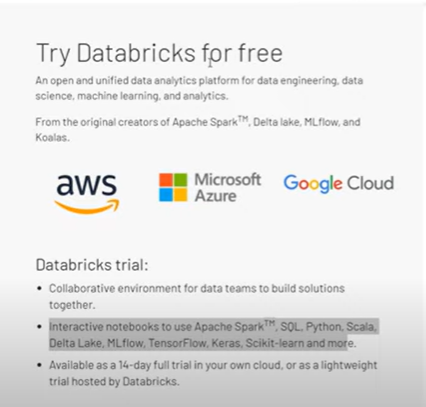 Try Databricks for free
An open and unified data analytics platform for data engineering, data
science, machine learning, and analytics.
From the original creators of Apache Spark™, Delta lake, MLflow, and
Koalas.
aws
Microsoft
Azure
Google Cloud
Databricks trial:
• Collaborative environment for data teams to build solutions
together.
• Interactive notebooks to use Apache Spark™, SQL, Python, Scala,
Delta Lake, MLflow, TensorFlow, Keras, Scikit-learn and more.
• Available as a 14-day full trial in your own cloud, or as a lightweight
trial hosted by Databricks.